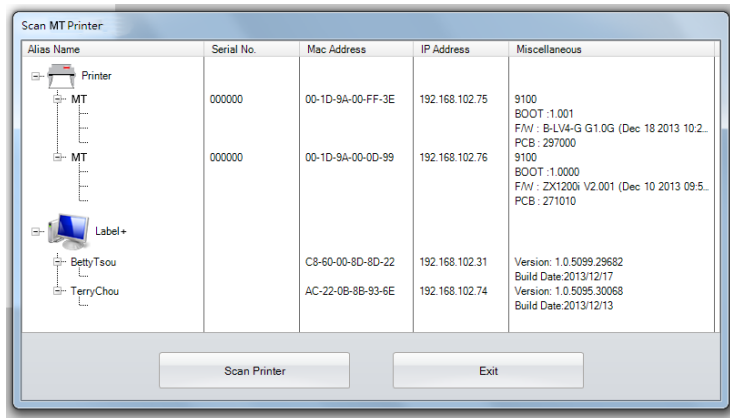 Scan MT Printer
Alias Name Serial No. Mac Address IP Address Miscellaneous
Printer
MT 000000 00-1D-9A-00-FF-3E 192.168.102.75 9100
BOOT :1.001
F/W : B-LV4-G G1.0G (Dec 18 2013 10:2...
PCB : 297000
MT 000000 00-1D-9A-00-0D-99 192.168.102.76 9100
BOOT :1.0000
F/W : ZX1200i V2.001 (Dec 10 2013 09:5...
PCB : 271010
Label+
BettyTsou C8-60-00-8D-8D-22 192.168.102.31 Version: 1.0.5099.29682
Build Date:2013/12/17
TerryChou AC-22-0B-8B-93-6E 192.168.102.74 Version: 1.0.5095.30068
Build Date:2013/12/13
Scan Printer Exit